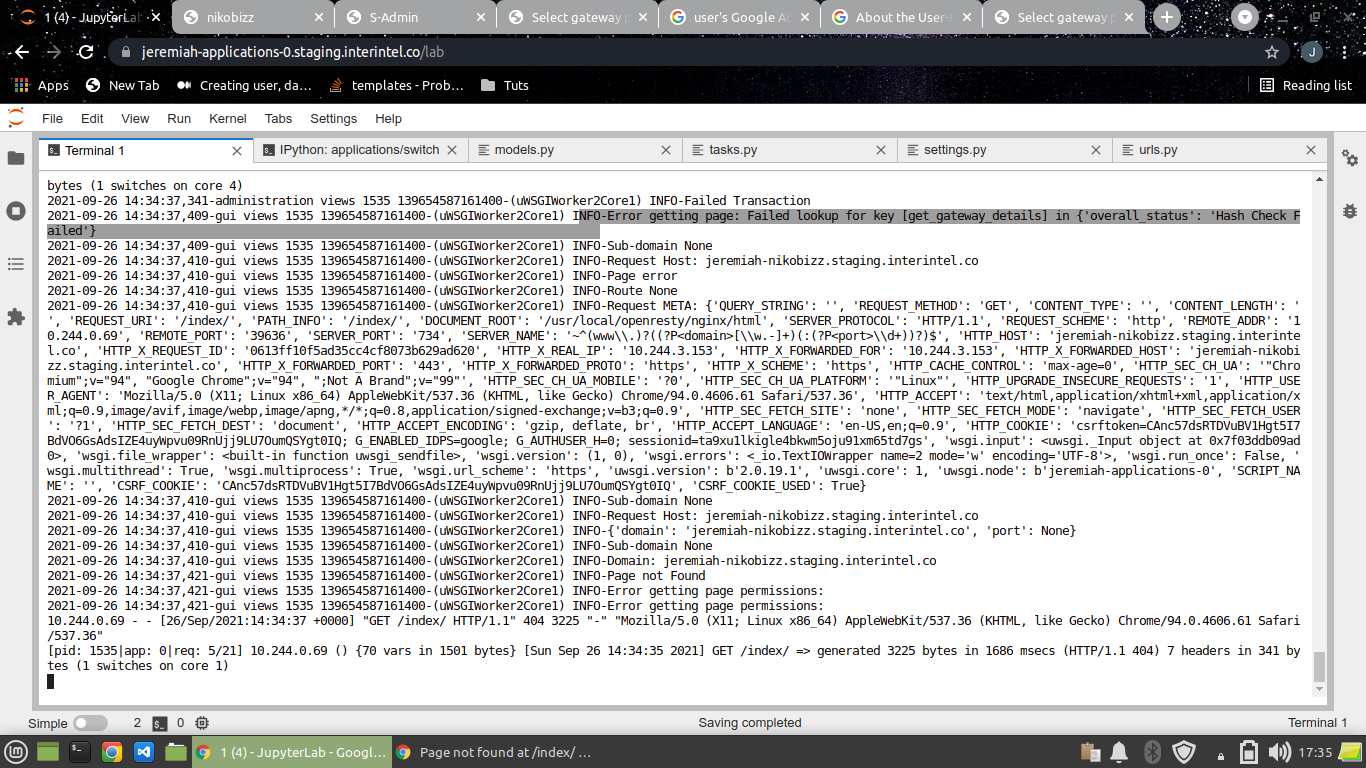 1 (4) - JupyterLab
nikobizz
S-Admin
Select gateway p
user's Google Ac
About the User-
Select gateway p
jeremiah-applications-0.staging.interintel.co/lab
J
Apps
New Tab
Creating user, da...
templates - Prob...
Tuts
Reading list
File Edit View Run Kernel Tabs Settings Help
Terminal 1
IPython: applications/switch
models.py
tasks.py
settings.py
urls.py
bytes (1 switches on core 4)
2021-09-26 14:34:37,341-administration views 1535 139654587161400-(uWSGIWorker2Core1) INFO-Failed Transaction
2021-09-26 14:34:37,409-gui views 1535 139654587161400-(uWSGIWorker2Core1) INFO-Error getting page: Failed lookup for key [get_gateway_details] in {'overall_status': 'Hash Check F
ailed'}
2021-09-26 14:34:37,409-gui views 1535 139654587161400-(uWSGIWorker2Core1) INFO-Sub-domain None
2021-09-26 14:34:37,410-gui views 1535 139654587161400-(uWSGIWorker2Core1) INFO-Request Host: jeremiah-nikobizz.staging.interintel.co
2021-09-26 14:34:37,410-gui views 1535 139654587161400-(uWSGIWorker2Core1) INFO-Page error
2021-09-26 14:34:37,410-gui views 1535 139654587161400-(uWSGIWorker2Core1) INFO-Route None
2021-09-26 14:34:37,410-gui views 1535 139654587161400-(uWSGIWorker2Core1) INFO-Request META: {'QUERY_STRING': '', 'REQUEST_METHOD': 'GET', 'CONTENT_TYPE': '', 'CONTENT_LENGTH': '
', 'REQUEST_URI': '/index/', 'PATH_INFO': '/index/', 'DOCUMENT_ROOT': '/usr/local/openresty/nginx/html', 'SERVER_PROTOCOL': 'HTTP/1.1', 'REQUEST_SCHEME': 'http', 'REMOTE_ADDR': '1
0.244.0.69', 'REMOTE_PORT': '39636', 'SERVER_PORT': '734', 'SERVER_NAME': '~^(www\\.)?((?P<domain>[\\w.-]+)(:(?P<port>\\d+))?)$', 'HTTP_HOST': 'jeremiah-nikobizz.staging.interinte
l.co', 'HTTP_X_REQUEST_ID': '0613ff10f5ad35cc4cf8073b629ad620', 'HTTP_X_REAL_IP': '10.244.3.153', 'HTTP_X_FORWARDED_FOR': '10.244.3.153', 'HTTP_X_FORWARDED_HOST': 'jeremiah-nikobi
zz.staging.interintel.co', 'HTTP_X_FORWARDED_PORT': '443', 'HTTP_X_FORWARDED_PROTO': 'https', 'HTTP_X_SCHEME': 'https', 'HTTP_CACHE_CONTROL': 'max-age=0', 'HTTP_SEC_CH_UA': '"Chro
mium";v="94", "Google Chrome";v="94", ";Not A Brand";v="99"', 'HTTP_SEC_CH_UA_MOBILE': '?0', 'HTTP_SEC_CH_UA_PLATFORM': '"Linux"', 'HTTP_UPGRADE_INSECURE_REQUESTS': '1', 'HTTP_USE
R_AGENT': 'Mozilla/5.0 (X11; Linux x86_64) AppleWebKit/537.36 (KHTML, like Gecko) Chrome/94.0.4606.61 Safari/537.36', 'HTTP_ACCEPT': 'text/html,application/xhtml+xml,application/x
ml;q=0.9,image/avif,image/webp,image/apng,*/*;q=0.8,application/signed-exchange;v=b3;q=0.9', 'HTTP_SEC_FETCH_SITE': 'none', 'HTTP_SEC_FETCH_MODE': 'navigate', 'HTTP_SEC_FETCH_USER
': '?1', 'HTTP_SEC_FETCH_DEST': 'document', 'HTTP_ACCEPT_ENCODING': 'gzip, deflate, br', 'HTTP_ACCEPT_LANGUAGE': 'en-US,en;q=0.9', 'HTTP_COOKIE': 'csrftoken=CAnc57dsRTDVuBV1Hgt5I7
BdVO6GsAdsIZE4uyWpvu09RnUjj9LU7OumQSYgt0IQ; G_ENABLED_IDPS=google; G_AUTHUSER_H=0; sessionid=ta9xu1lkigle4bkwm5oju91xm65td7gs', 'wsgi.input': <uwsgi._Input object at 0x7f03ddb09ad
0>, 'wsgi.file_wrapper': <built-in function uwsgi_sendfile>, 'wsgi.version': (1, 0), 'wsgi.errors': <_io.TextIOWrapper name=2 mode='w' encoding='UTF-8'>, 'wsgi.run_once': False, '
wsgi.multithread': True, 'wsgi.multiprocess': True, 'wsgi.url_scheme': 'https', 'uwsgi.version': b'2.0.19.1', 'uwsgi.core': 1, 'uwsgi.node': b'jeremiah-applications-0', 'SCRIPT_NA
ME': '', 'CSRF_COOKIE': 'CAnc57dsRTDVuBV1Hgt5I7BdVO6GsAdsIZE4uyWpvu09RnUjj9LU7OumQSYgt0IQ', 'CSRF_COOKIE_USED': True}
2021-09-26 14:34:37,410-gui views 1535 139654587161400-(uWSGIWorker2Core1) INFO-Sub-domain None
2021-09-26 14:34:37,410-gui views 1535 139654587161400-(uWSGIWorker2Core1) INFO-Request Host: jeremiah-nikobizz.staging.interintel.co
2021-09-26 14:34:37,410-gui views 1535 139654587161400-(uWSGIWorker2Core1) INFO-{'domain': 'jeremiah-nikobizz.staging.interintel.co', 'port': None}
2021-09-26 14:34:37,410-gui views 1535 139654587161400-(uWSGIWorker2Core1) INFO-Sub-domain None
2021-09-26 14:34:37,410-gui views 1535 139654587161400-(uWSGIWorker2Core1) INFO-Domain: jeremiah-nikobizz.staging.interintel.co
2021-09-26 14:34:37,421-gui views 1535 139654587161400-(uWSGIWorker2Core1) INFO-Page not Found
2021-09-26 14:34:37,421-gui views 1535 139654587161400-(uWSGIWorker2Core1) INFO-Error getting page permissions:
2021-09-26 14:34:37,421-gui views 1535 139654587161400-(uWSGIWorker2Core1) INFO-Error getting page permissions:
10.244.0.69 - - [26/Sep/2021:14:34:37 +0000] "GET /index/ HTTP/1.1" 404 3225 "-" "Mozilla/5.0 (X11; Linux x86_64) AppleWebKit/537.36 (KHTML, like Gecko) Chrome/94.0.4606.61 Safari
/537.36"
[pid: 1535|app: 0|req: 5/21] 10.244.0.69 () {70 vars in 1501 bytes} [Sun Sep 26 14:34:35 2021] GET /index/ => generated 3225 bytes in 1686 msecs (HTTP/1.1 404) 7 headers in 341 by
tes (1 switches on core 1)
Simple
2
0
Saving completed
Terminal 1
1 (4) - JupyterLab - Googl...
Page not found at /index/ ...
17:35